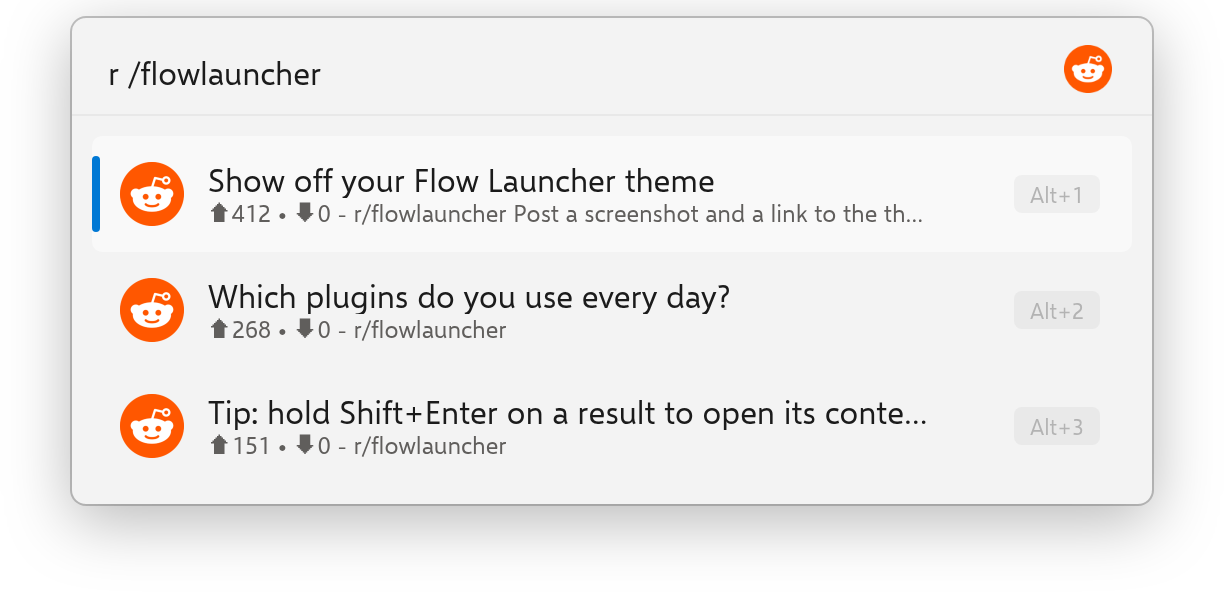 r /flowlauncher
Show off your Flow Launcher theme
🡅412 • 🡇0 - r/flowlauncher Post a screenshot and a link to the th...
Alt+1
Which plugins do you use every day?
🡅268 • 🡇0 - r/flowlauncher
Alt+2
Tip: hold Shift+Enter on a result to open its conte...
🡅151 • 🡇0 - r/flowlauncher
Alt+3